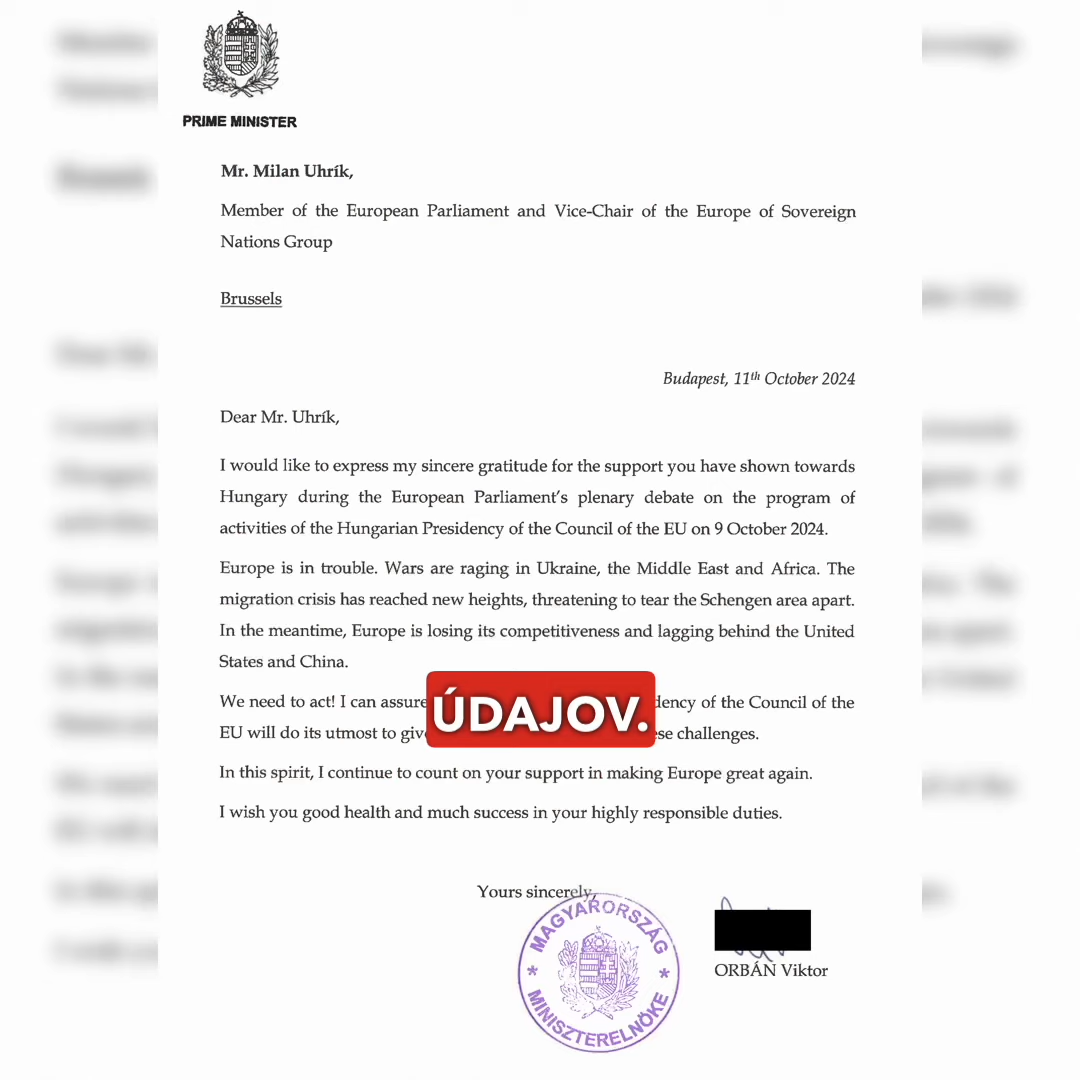 PRIME MINISTER
Mr. Milan Uhrík,
Member of the European Parliament and Vice-Chair of the Europe of Sovereign
Nations Group
Brussels
Budapest, 11th October 2024
Dear Mr. Uhrík,
I would like to express my sincere gratitude for the support you have shown towards
Hungary during the European Parliament's plenary debate on the program of
activities of the Hungarian Presidency of the Council of the EU on 9 October 2024.
Europe is in trouble. Wars are raging in Ukraine, the Middle East and Africa. The
migration crisis has reached new heights, threatening to tear the Schengen area apart.
In the meantime, Europe is losing its competitiveness and lagging behind the United
States and China.
We need to act! I can assure of the Council of the
EU will do its utmost to challenges.
ÚDAJOV.
In this spirit, I continue to count on your support in making Europe great again.
I wish you good health and much success in your highly responsible duties.
Yours sincerely,
MAGYARORSZÁG
* MINISZTERELNÖKE *
ORBÁN Viktor